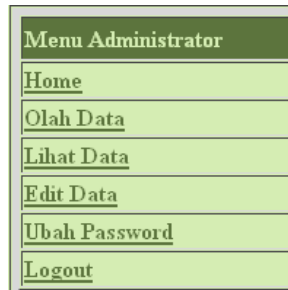 Menu Administrator
Home
Olah Data
Lihat Data
Edit Data
Ubah Password
Logout